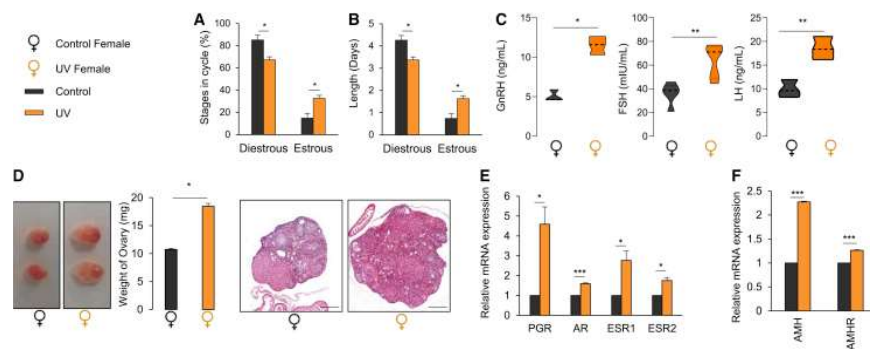 Control Female
UV Female
Control
UV
A
Stages in cycle (%)
100
80
60
40
20
0
*
*
Diestrous
Estrous
B
Length (Days)
5
4
3
2
1
0
*
*
Diestrous
Estrous
C
GnRH (ng/mL)
15
10
5
0
*
FSH (mIU/mL)
100
80
60
40
20
0
**
LH (ng/mL)
25
20
15
10
5
0
**
D
Weight of Ovary (mg)
20
15
10
5
0
*
E
Relative mRNA expression
6
5
4
3
2
1
0
*
***
*
*
PGR
AR
ESR1
ESR2
F
Relative mRNA expression
2.5
2
1.5
1
0.5
0
***
***
AMH
AMHR